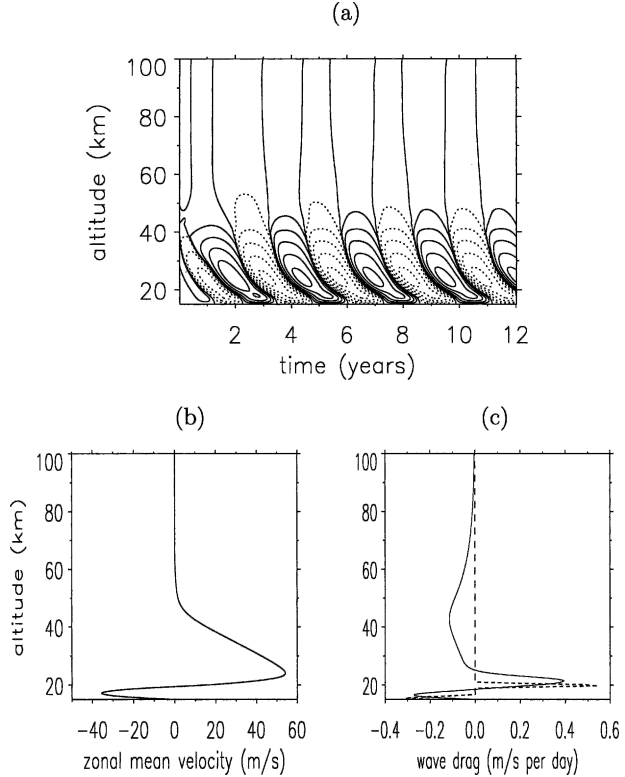 (a)
100
80
60
40
20
altitude (km)
2 4 6 8 10 12
time (years)
(b) (c)
100
80
60
40
20
altitude (km)
−40 −20 0 20 40 60
zonal mean velocity (m/s)
100
80
60
40
20
−0.4 −0.2 0.0 0.2 0.4 0.6
wave drag (m/s per day)